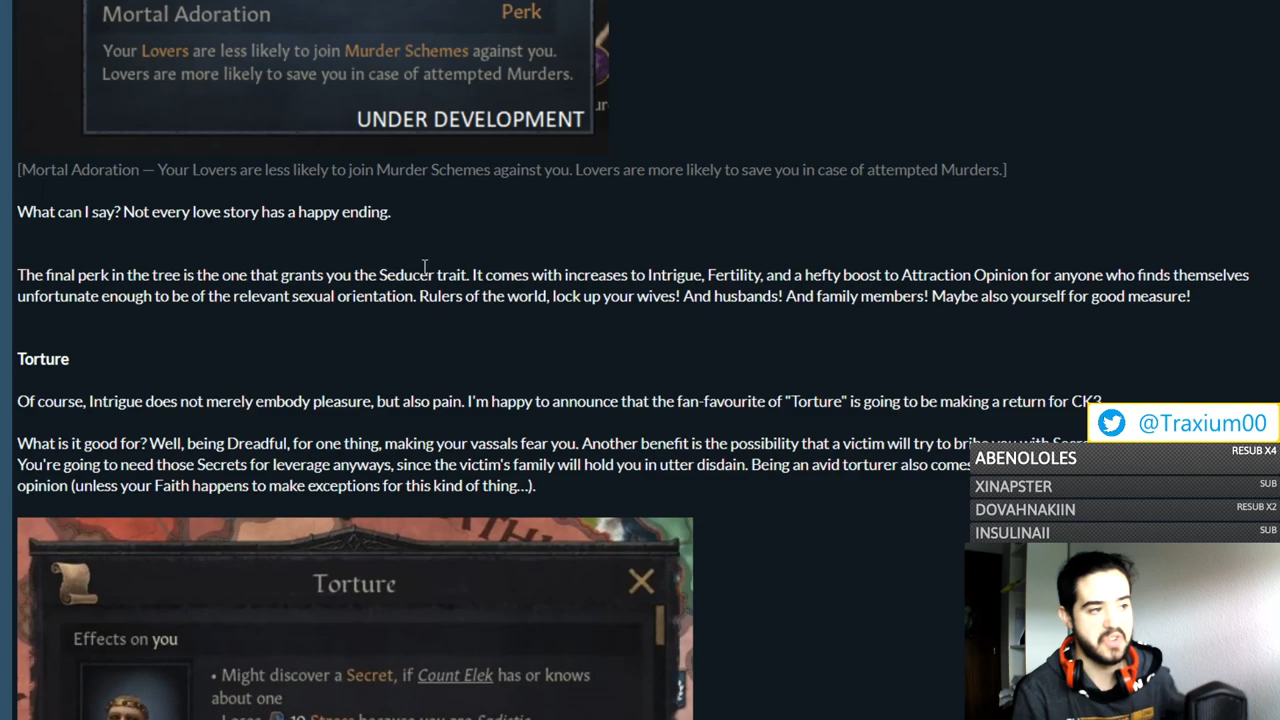 Mortal Adoration
Perk
Your Lovers are less likely to join Murder Schemes against you.
Lovers are more likely to save you in case of attempted Murders.
UNDER DEVELOPMENT
[Mortal Adoration — Your Lovers are less likely to join Murder Schemes against you. Lovers are more likely to save you in case of attempted Murders.]
What can I say? Not every love story has a happy ending.
The final perk in the tree is the one that grants you the Seducer trait. It comes with increases to Intrigue, Fertility, and a hefty boost to Attraction Opinion for anyone who finds themselves
unfortunate enough to be of the relevant sexual orientation. Rulers of the world, lock up your wives! And husbands! And family members! Maybe also yourself for good measure!
Torture
Of course, Intrigue does not merely embody pleasure, but also pain. I'm happy to announce that the fan-favourite of "Torture" is going to be making a return for CK3
What is it good for? Well, being Dreadful, for one thing, making your vassals fear you. Another benefit is the possibility that a victim will try to bribe you with
You're going to need those Secrets for leverage anyways, since the victim's family will hold you in utter disdain. Being an avid torturer also comes
opinion (unless your Faith happens to make exceptions for this kind of thing...).
@Traxium00
ABENOLOLES RESUB X4
XINAPSTER SUB
DOVAHNAKIIN RESUB X2
INSULINAII SUB
Torture
Effects on you
• Might discover a Secret, if Count Elek has or knows
about one